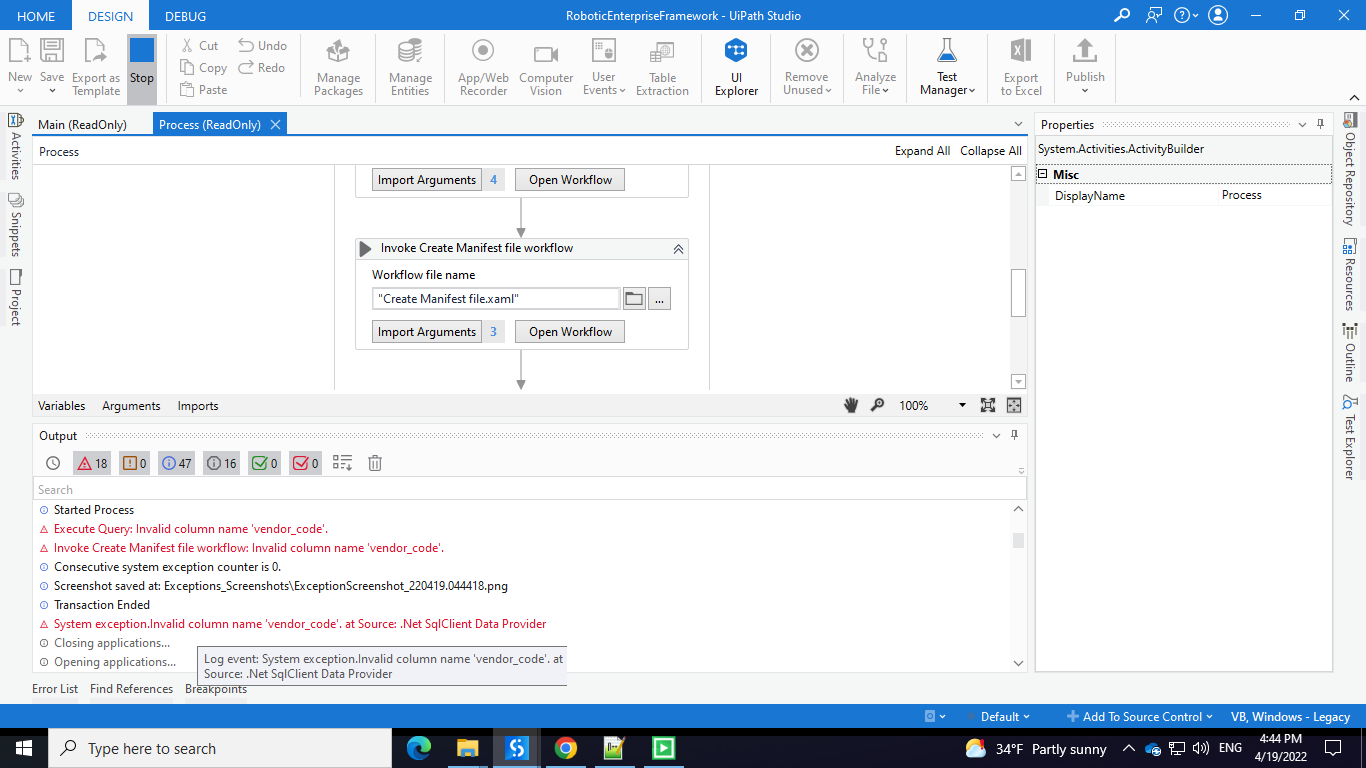 HOME DESIGN DEBUG RoboticEnterpriseFramework - UiPath Studio
New Save Export as Template Stop
Cut Undo
Copy Redo
Paste
Manage Packages
Manage Entities
App/Web Recorder
Computer Vision
User Events
Table Extraction
UI Explorer
Remove Unused
Analyze File
Test Manager
Export to Excel
Publish
Activities
Snippets
Project
Main (ReadOnly) Process (ReadOnly)
Process Expand All Collapse All
Import Arguments 4 Open Workflow
Invoke Create Manifest file workflow
Workflow file name
"Create Manifest file.xaml" ...
Import Arguments 3 Open Workflow
Variables Arguments Imports 100%
Output
18 0 47 16 0 0
Search
Started Process
Execute Query: Invalid column name 'vendor_code'.
Invoke Create Manifest file workflow: Invalid column name 'vendor_code'.
Consecutive system exception counter is 0.
Screenshot saved at: Exceptions_Screenshots\ExceptionScreenshot_220419.044418.png
Transaction Ended
System exception.Invalid column name 'vendor_code'. at Source: .Net SqlClient Data Provider
Closing applications...
Opening applications...
Log event: System exception.Invalid column name 'vendor_code'. at
Source: .Net SqlClient Data Provider
Error List Find References Breakpoints
Properties
System.Activities.ActivityBuilder
Misc
DisplayName Process
Object Repository
Resources
Outline
Test Explorer
Default Add To Source Control VB, Windows - Legacy
Type here to search
34°F Partly sunny ENG 4:44 PM
4/19/2022